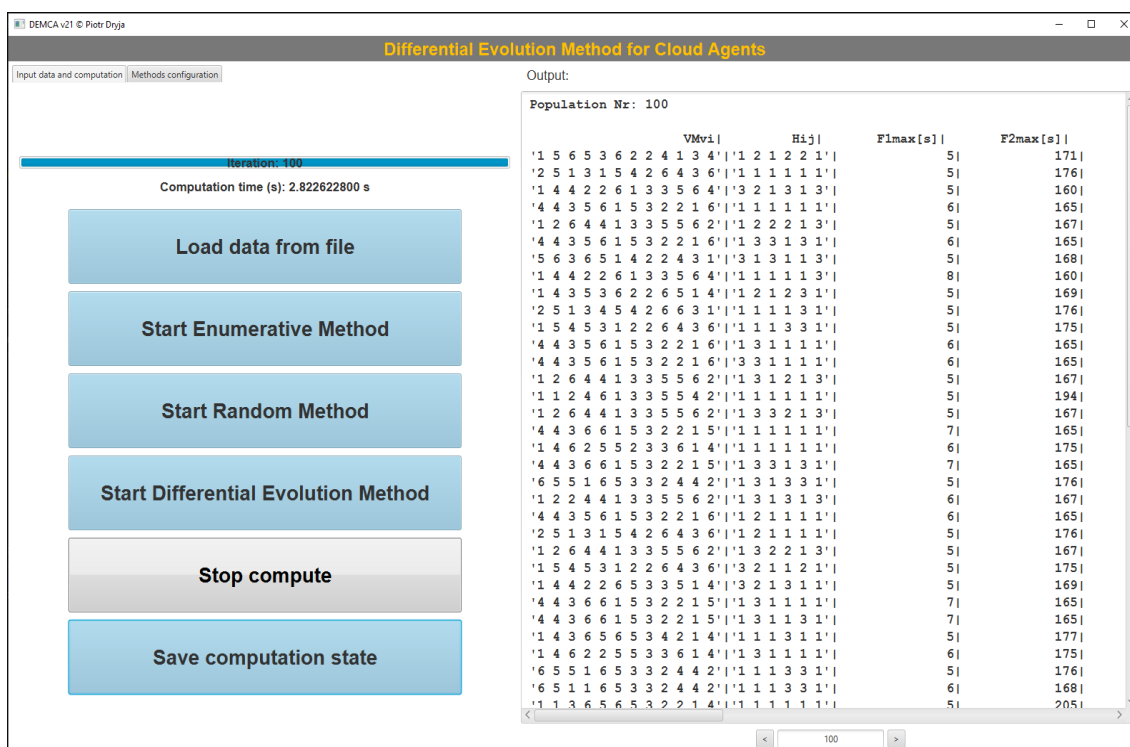 DEMCA v21 © Piotr Dryja
Differential Evolution Method for Cloud Agents
Input data and computation Methods configuration
Iteration: 100
Computation time (s): 2.822622800 s
Load data from file
Start Enumerative Method
Start Random Method
Start Differential Evolution Method
Stop compute
Save computation state
Output:
Population Nr: 100
VMvi| Hij| F1max[s]| F2max[s]|
'1 5 6 5 3 6 2 2 4 1 3 4'|'1 2 1 2 2 1'| 5| 171|
'2 5 1 3 1 5 4 2 6 4 3 6'|'1 1 1 1 1 1'| 5| 176|
'1 4 4 2 2 6 1 3 3 5 6 4'|'3 2 1 3 1 3'| 5| 160|
'4 4 3 5 6 1 5 3 2 2 1 6'|'1 1 1 1 1 1'| 6| 165|
'1 2 6 4 4 1 3 3 5 5 6 2'|'1 2 2 2 1 3'| 5| 167|
'4 4 3 5 6 1 5 3 2 2 1 6'|'1 3 3 1 3 1'| 6| 165|
'5 6 3 6 5 1 4 2 2 4 3 1'|'3 1 3 1 1 3'| 5| 168|
'1 4 4 2 2 6 1 3 3 5 6 4'|'1 1 1 1 1 3'| 8| 160|
'1 4 3 5 3 6 2 2 6 5 1 4'|'1 2 1 2 3 1'| 5| 169|
'2 5 1 3 4 5 4 2 6 6 3 1'|'1 1 1 1 3 1'| 5| 176|
'1 5 4 5 3 1 2 2 6 4 3 6'|'1 1 1 3 3 1'| 5| 175|
'4 4 3 5 6 1 5 3 2 2 1 6'|'1 3 1 1 1 1'| 6| 165|
'4 4 3 5 6 1 5 3 2 2 1 6'|'3 3 1 1 1 1'| 6| 165|
'1 2 6 4 4 1 3 3 5 5 6 2'|'1 3 1 2 1 3'| 5| 167|
'1 1 2 4 6 1 3 3 5 5 4 2'|'1 1 1 1 1 1'| 5| 194|
'1 2 6 4 4 1 3 3 5 5 6 2'|'1 3 3 2 1 3'| 5| 167|
'4 4 3 6 6 1 5 3 2 2 1 5'|'1 1 1 1 1 1'| 7| 165|
'1 4 6 2 5 5 2 3 3 6 1 4'|'1 1 1 1 1 1'| 6| 175|
'4 4 3 6 6 1 5 3 2 2 1 5'|'1 3 3 1 3 1'| 7| 165|
'6 5 5 1 6 5 3 3 2 4 4 2'|'1 3 1 3 3 1'| 5| 176|
'1 2 2 4 4 1 3 3 5 5 6 2'|'1 3 1 3 1 3'| 6| 167|
'4 4 3 5 6 1 5 3 2 2 1 6'|'1 2 1 1 1 1'| 6| 165|
'2 5 1 3 1 5 4 2 6 4 3 6'|'1 2 1 1 1 1'| 5| 176|
'1 2 6 4 4 1 3 3 5 5 6 2'|'1 3 2 2 1 3'| 5| 167|
'1 5 4 5 3 1 2 2 6 4 3 6'|'3 2 1 1 2 1'| 5| 175|
'1 4 4 2 2 6 5 3 3 5 1 4'|'3 2 1 3 1 1'| 5| 169|
'4 4 3 6 6 1 5 3 2 2 1 5'|'1 3 1 1 1 1'| 7| 165|
'4 4 3 6 6 1 5 3 2 2 1 5'|'1 3 1 1 3 1'| 7| 165|
'1 4 3 6 5 6 5 3 4 2 1 4'|'1 1 1 3 1 1'| 5| 177|
'1 4 6 2 2 5 5 3 3 6 1 4'|'1 3 1 1 1 1'| 6| 175|
'6 5 5 1 6 5 3 3 2 4 4 2'|'1 1 1 3 3 1'| 5| 176|
'6 5 1 1 6 5 3 3 2 4 4 2'|'1 1 1 3 3 1'| 6| 168|
'1 1 3 6 5 6 5 3 2 2 1 4'|'1 1 1 1 1 1'| 5| 205|
< 100 >